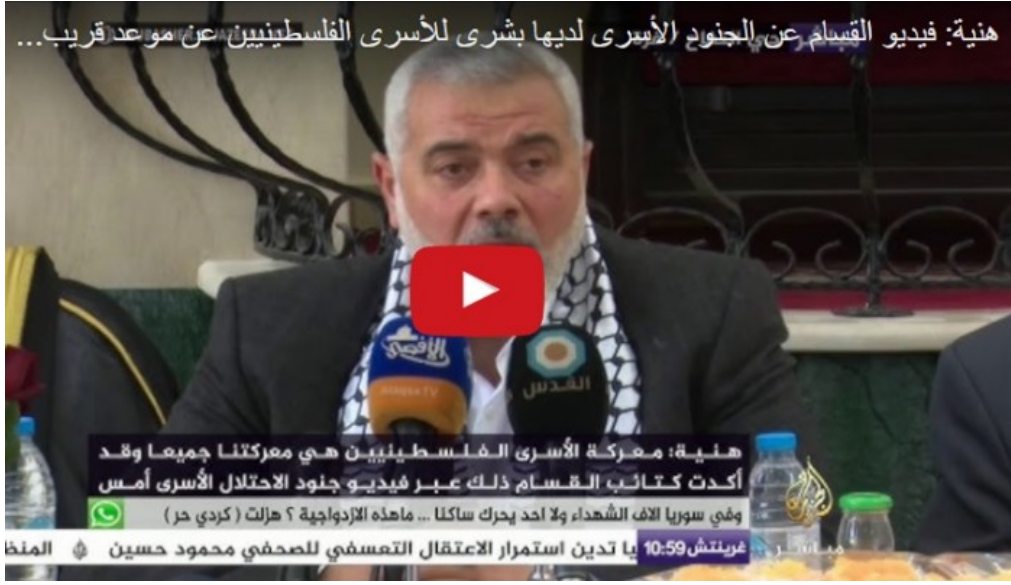 هنية: فيديو القسام عن الجنود الأسرى لديها بشرى للأسرى الفلسطينيين عن موعد قريب...
الأقصى
AlaqsaTV
القدس
هنية: معركة الأسرى الفلسطينيين هي معركتنا جميعا وقد
أكدت كتائب القسام ذلك عبر فيديو جنود الاحتلال الأسرى أمس
وفي سوريا الاف الشهداء ولا احد يحرك ساكنا ... ماهذه الازدواجية ؟ هزلت ( كردي حر )
غرينتش 10:59
يا تدين استمرار الاعتقال التعسفي للصحفي محمود حسين
المنظ
الجزيرة
مباشر